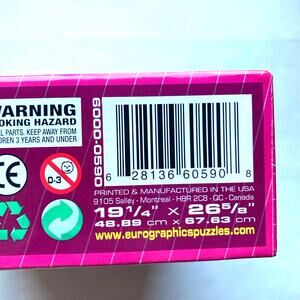 WARNING
CHOKING HAZARD
SMALL PARTS. KEEP AWAY FROM
CHILDREN 3 YEARS AND UNDER
CE
0-3
6000-0590
6 28136 60590 8
PRINTED & MANUFACTURED IN THE USA
9105 Salley - Montreal - H8R 2C8 - QC - Canada
19 1/4" x 26 5/8"
48.89 cm x 67.63 cm
www.eurographicspuzzles.com